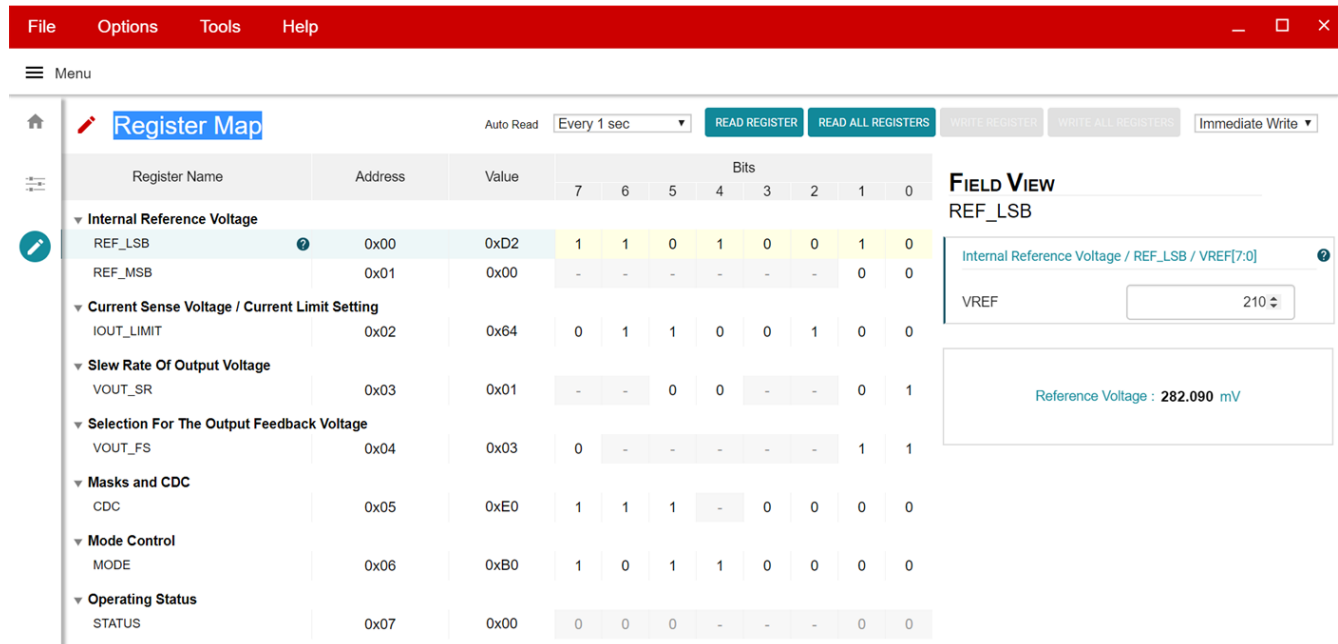 File Options Tools Help
Menu
Register Map Auto Read Every 1 sec READ REGISTER READ ALL REGISTERS WRITE REGISTER WRITE ALL REGISTERS Immediate Write
Register Name Address Value Bits
7 6 5 4 3 2 1 0
FIELD VIEW
REF_LSB
Internal Reference Voltage
REF_LSB ? 0x00 0xD2 1 1 0 1 0 0 1 0
Internal Reference Voltage / REF_LSB / VREF[7:0] ?
REF_MSB 0x01 0x00 - - - - - - 0 0
VREF 210
Current Sense Voltage / Current Limit Setting
IOUT_LIMIT 0x02 0x64 0 1 1 0 0 1 0 0
Slew Rate Of Output Voltage
VOUT_SR 0x03 0x01 - - 0 0 - - 0 1
Reference Voltage : 282.090 mV
Selection For The Output Feedback Voltage
VOUT_FS 0x04 0x03 0 - - - - - 1 1
Masks and CDC
CDC 0x05 0xE0 1 1 1 - 0 0 0 0
Mode Control
MODE 0x06 0xB0 1 0 1 1 0 0 0 0
Operating Status
STATUS 0x07 0x00 0 0 0 - - - 0 0